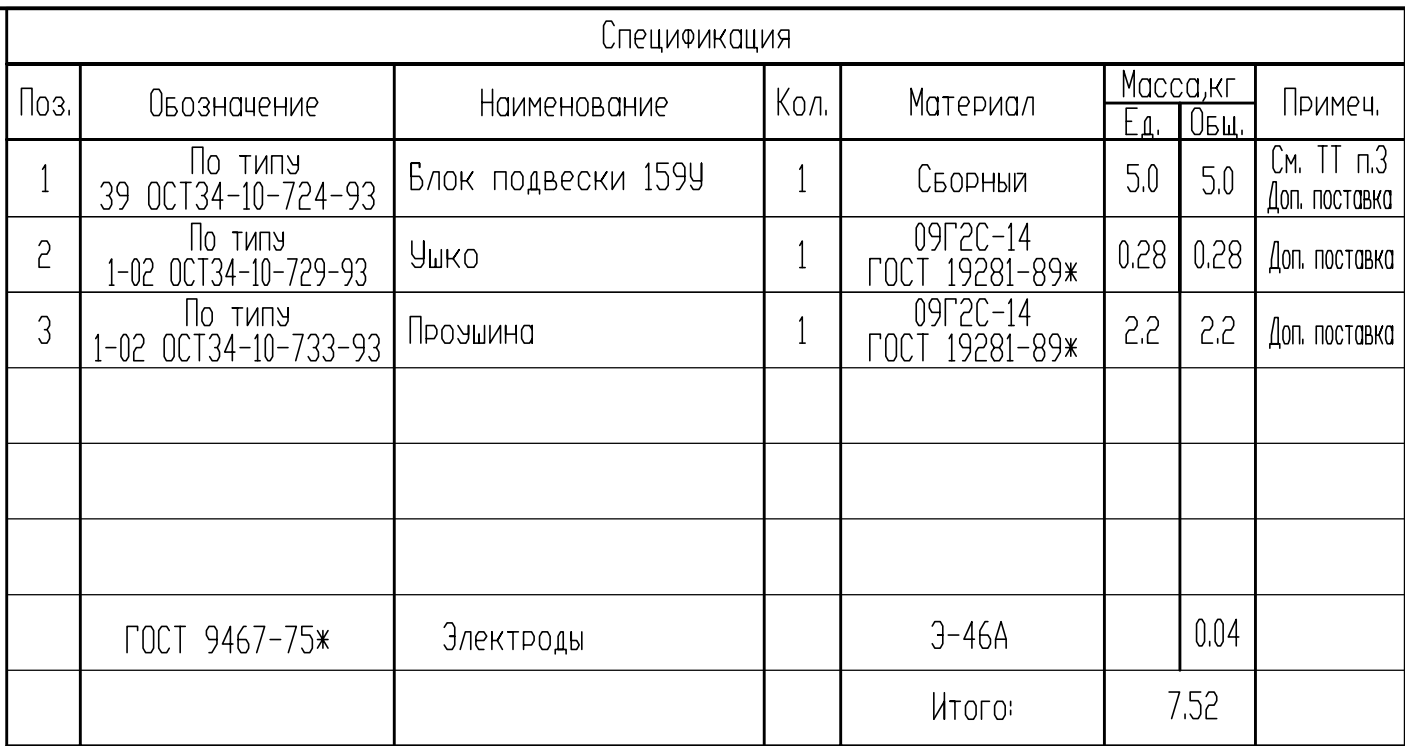 Спецификация
Поз. Обозначение Наименование Кол. Материал Масса,кг Примеч.
Ед. Общ.
1 По типу 39 ОСТ34-10-724-93 Блок подвески 159У 1 Сборный 5.0 5.0 См. ТТ п.3 Доп. поставка
2 По типу 1-02 ОСТ34-10-729-93 Ушко 1 09Г2С-14 ГОСТ 19281-89* 0.28 0.28 Доп. поставка
3 По типу 1-02 ОСТ34-10-733-93 Проушина 1 09Г2С-14 ГОСТ 19281-89* 2.2 2.2 Доп. поставка
ГОСТ 9467-75* Электроды Э-46А 0.04
Итого: 7.52